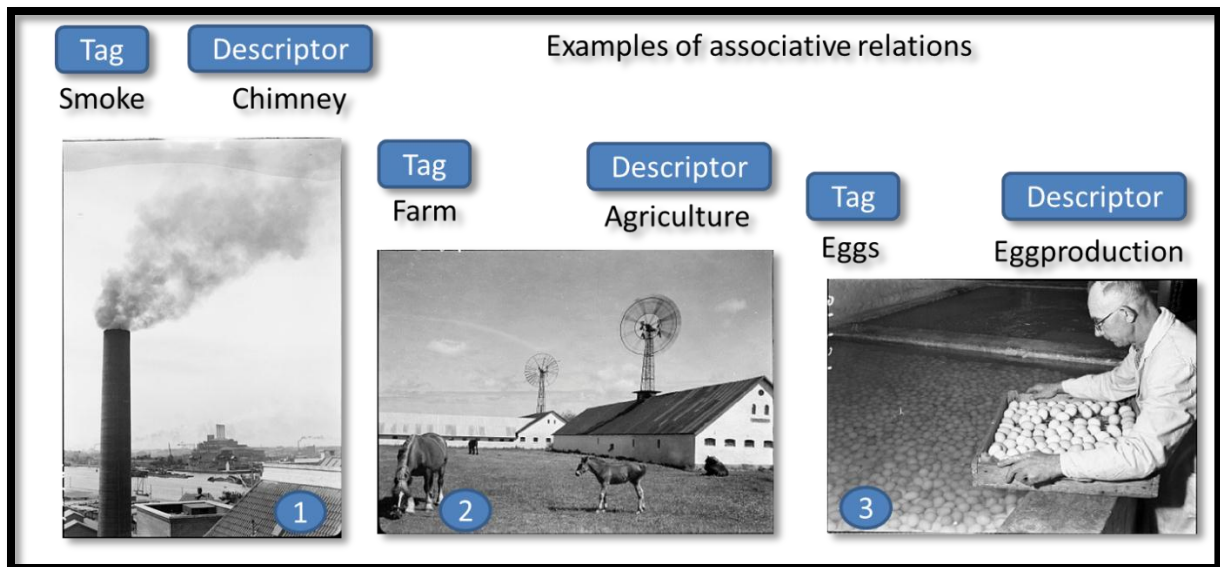 Examples of associative relations
Tag Descriptor
Smoke Chimney
Tag Descriptor
Farm Agriculture
Tag Descriptor
Eggs Eggproduction
1
2
3